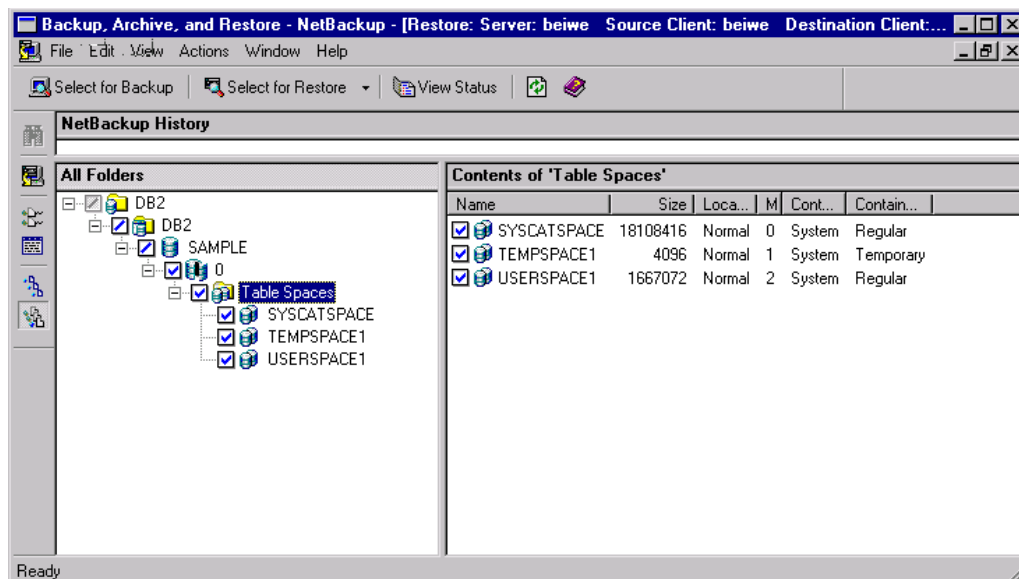 Backup, Archive, and Restore - NetBackup - [Restore: Server: beiwe Source Client: beiwe Destination Client:...
File Edit View Actions Window Help
Select for Backup Select for Restore View Status
NetBackup History
All Folders
DB2
DB2
SAMPLE
0
Table Spaces
SYSCATSPACE
TEMPSPACE1
USERSPACE1
Contents of 'Table Spaces'
Name Size Loca... M Cont... Contain...
SYSCATSPACE 18108416 Normal 0 System Regular
TEMPSPACE1 4096 Normal 1 System Temporary
USERSPACE1 1667072 Normal 2 System Regular
Ready